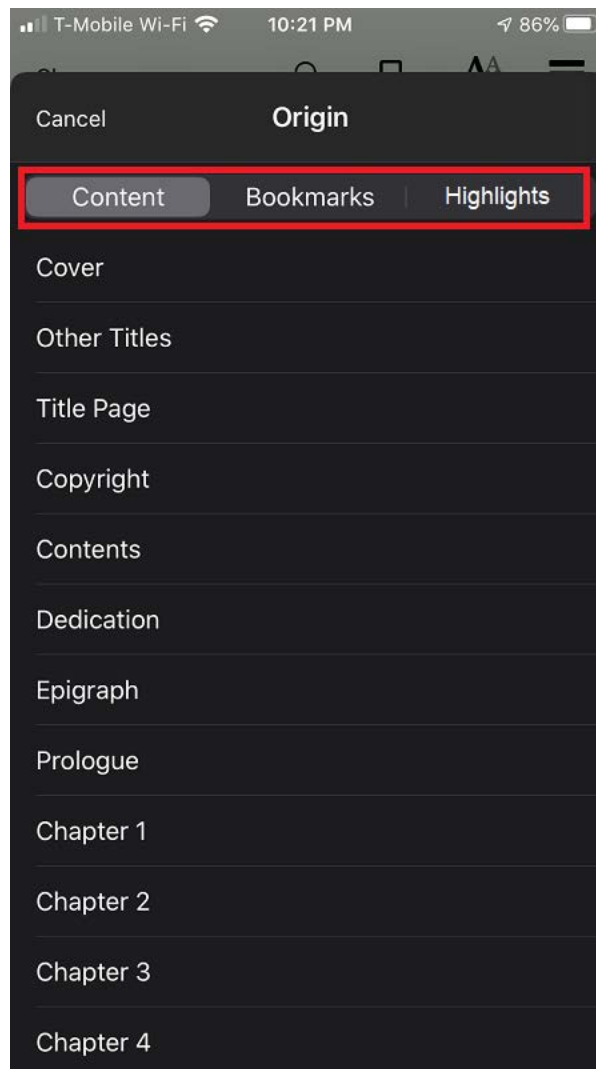 T-Mobile Wi-Fi 10:21 PM 86%
AA
Cancel Origin
Content Bookmarks Highlights
Cover
Other Titles
Title Page
Copyright
Contents
Dedication
Epigraph
Prologue
Chapter 1
Chapter 2
Chapter 3
Chapter 4